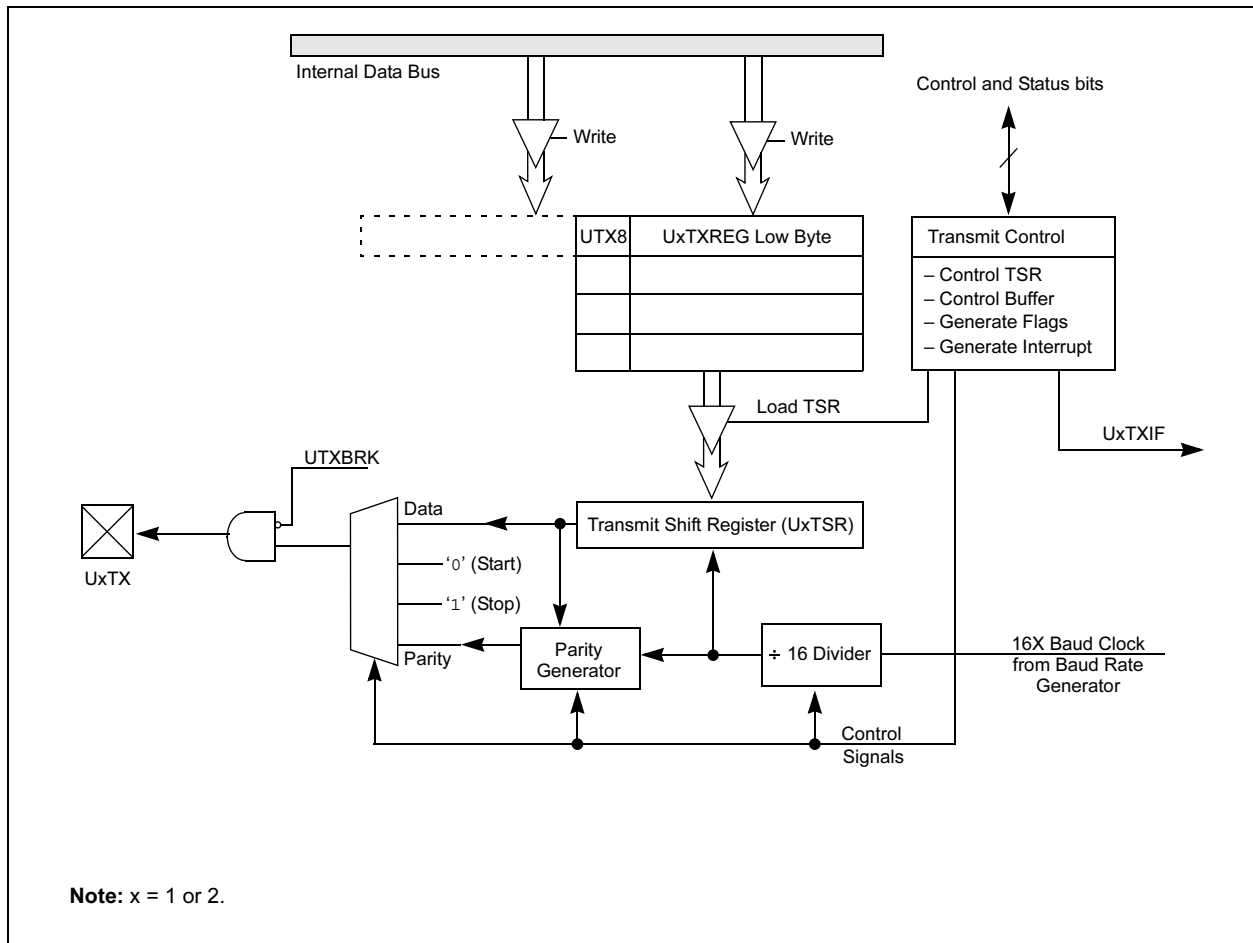 Internal Data Bus
Control and Status bits
Write
Write
UTX8
UxTXREG Low Byte
Transmit Control
– Control TSR
– Control Buffer
– Generate Flags
– Generate Interrupt
Load TSR
UxTXIF
UTXBRK
Data
Transmit Shift Register (UxTSR)
UxTX
‘0’ (Start)
‘1’ (Stop)
Parity
Parity
Generator
÷ 16 Divider
16X Baud Clock
from Baud Rate
Generator
Control
Signals
Note: x = 1 or 2.